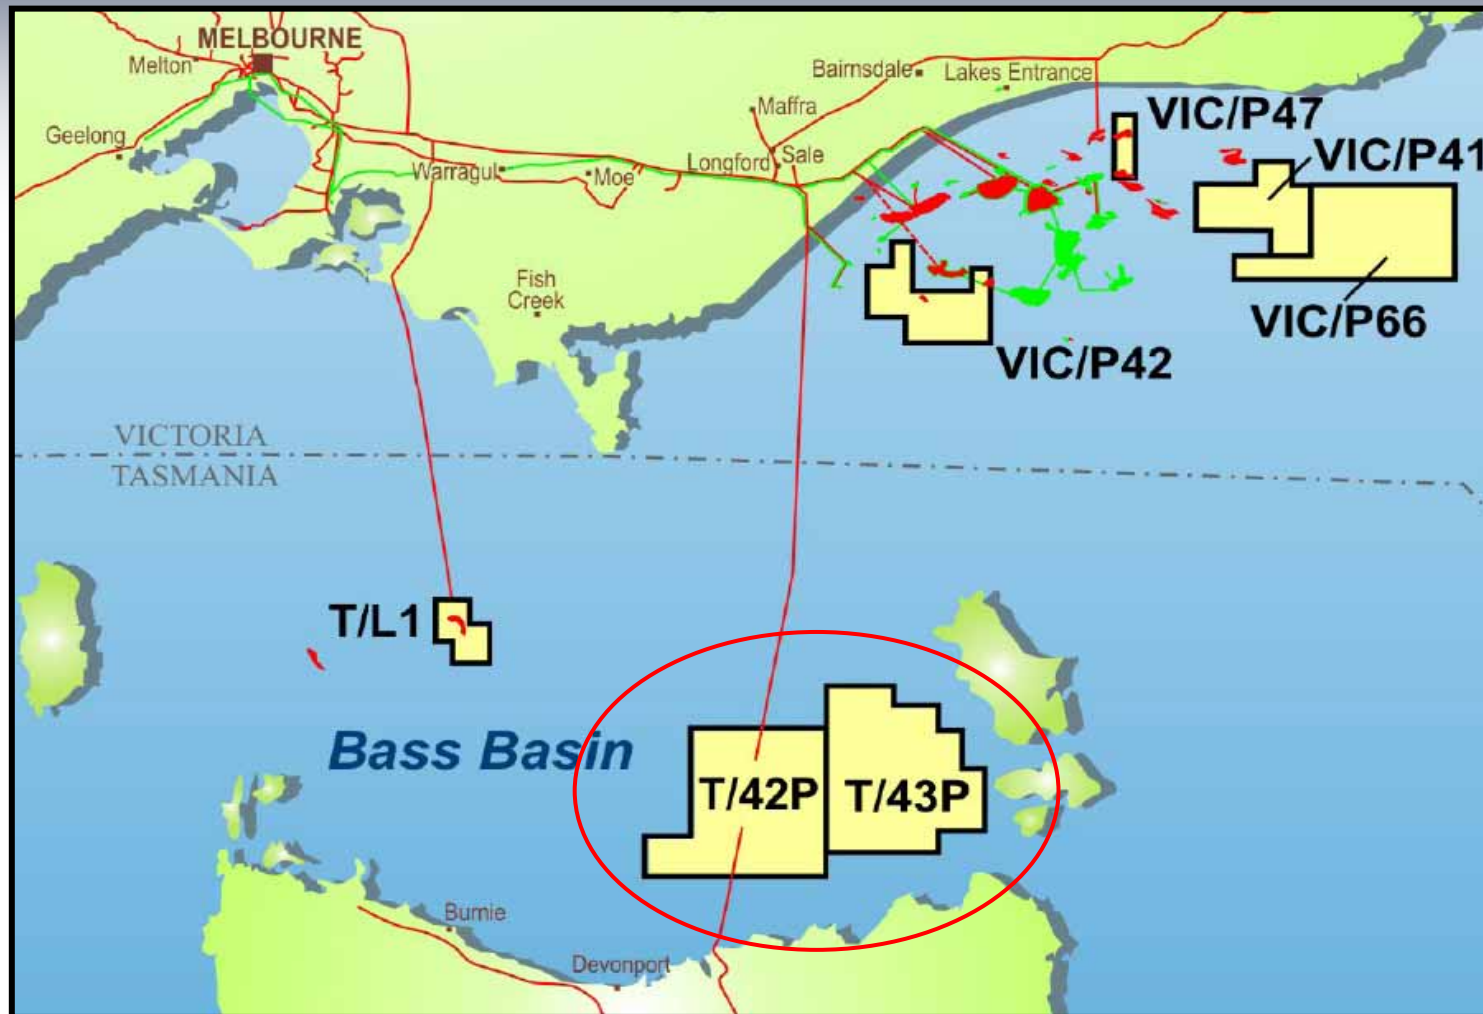 MELBOURNE
Melton
Bairnsdale
Lakes Entrance
Maffra
VIC/P47
Geelong
VIC/P41
Longford
Sale
Warragul
Moe
Fish
Creek
VIC/P66
VIC/P42
VICTORIA
TASMANIA
T/L1
Bass Basin
T/42P
T/43P
Burnie
Devonport